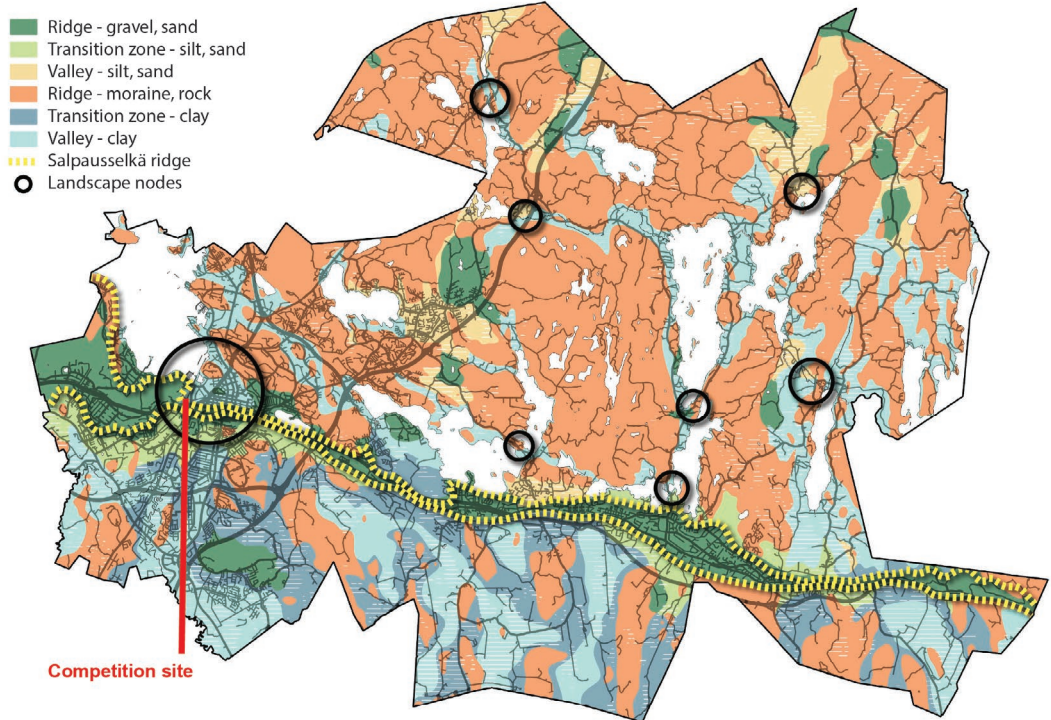 Ridge - gravel, sand
Transition zone - silt, sand
Valley - silt, sand
Ridge - moraine, rock
Transition zone - clay
Valley - clay
Salpausselkä ridge
Landscape nodes
Competition site